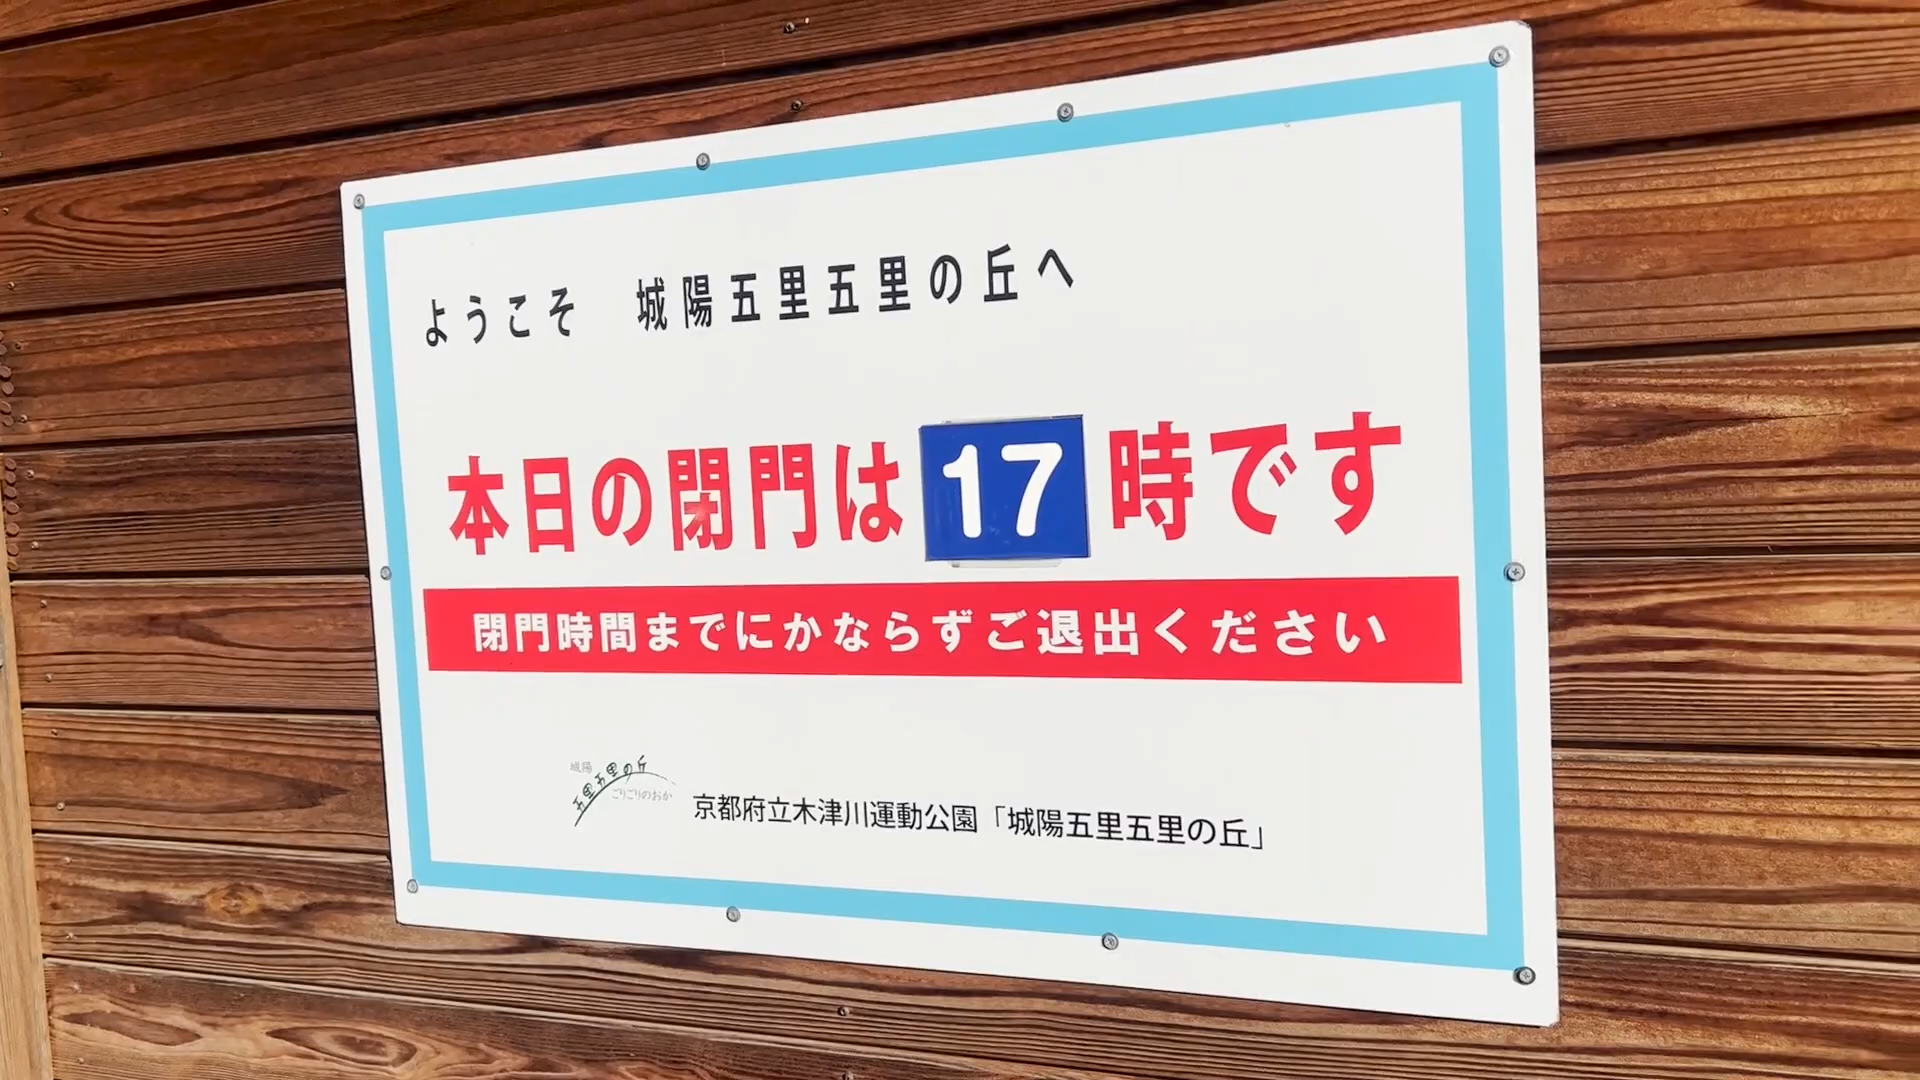 ようこそ　城陽五里五里の丘へ
本日の閉門は17時です
閉門時間までにかならずご退出ください
城陽
五里五里の丘
ごりごりのおか
京都府立木津川運動公園「城陽五里五里の丘」